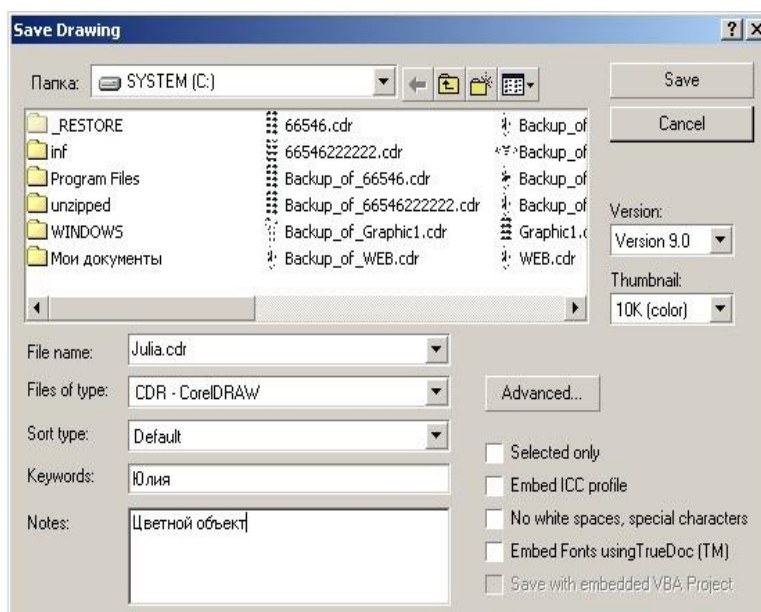 Save Drawing
Папка: SYSTEM (C:)
Save
_RESTORE 66546.cdr Backup_of
Cancel
inf 66546222222.cdr Backup_of
Program Files Backup_of_66546.cdr Backup_of
unzipped Backup_of_66546222222.cdr Backup_of
WINDOWS Backup_of_Graphic1.cdr Graphic1.c
Мои документы Backup_of_WEB.cdr WEB.cdr
Version:
Version 9.0
Thumbnail:
10K (color)
File name: Julia.cdr
Files of type: CDR - CorelDRAW
Advanced...
Sort type: Default
Keywords: Юлия
Notes: Цветной объект
Selected only
Embed ICC profile
No white spaces, special characters
Embed Fonts usingTrueDoc (TM)
Save with embedded VBA Project